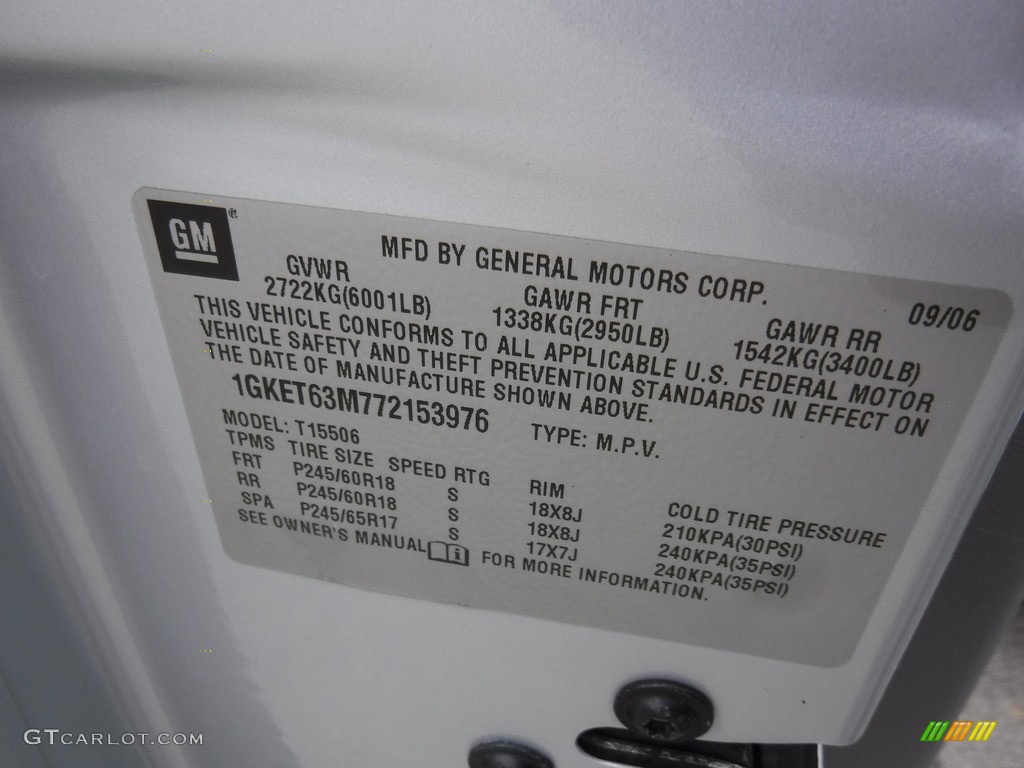 GM®
MFD BY GENERAL MOTORS CORP.
09/06
GVWR GAWR FRT GAWR RR
2722KG(6001LB) 1338KG(2950LB) 1542KG(3400LB)
THIS VEHICLE CONFORMS TO ALL APPLICABLE U.S. FEDERAL MOTOR
VEHICLE SAFETY AND THEFT PREVENTION STANDARDS IN EFFECT ON
THE DATE OF MANUFACTURE SHOWN ABOVE.
1GKET63M772153976 TYPE: M.P.V.
MODEL: T15506
TPMS TIRE SIZE SPEED RTG RIM COLD TIRE PRESSURE
FRT P245/60R18 S 18X8J 210KPA(30PSI)
RR P245/60R18 S 18X8J 240KPA(35PSI)
SPA P245/65R17 S 17X7J 240KPA(35PSI)
SEE OWNER'S MANUAL FOR MORE INFORMATION.
GTCARLOT.COM